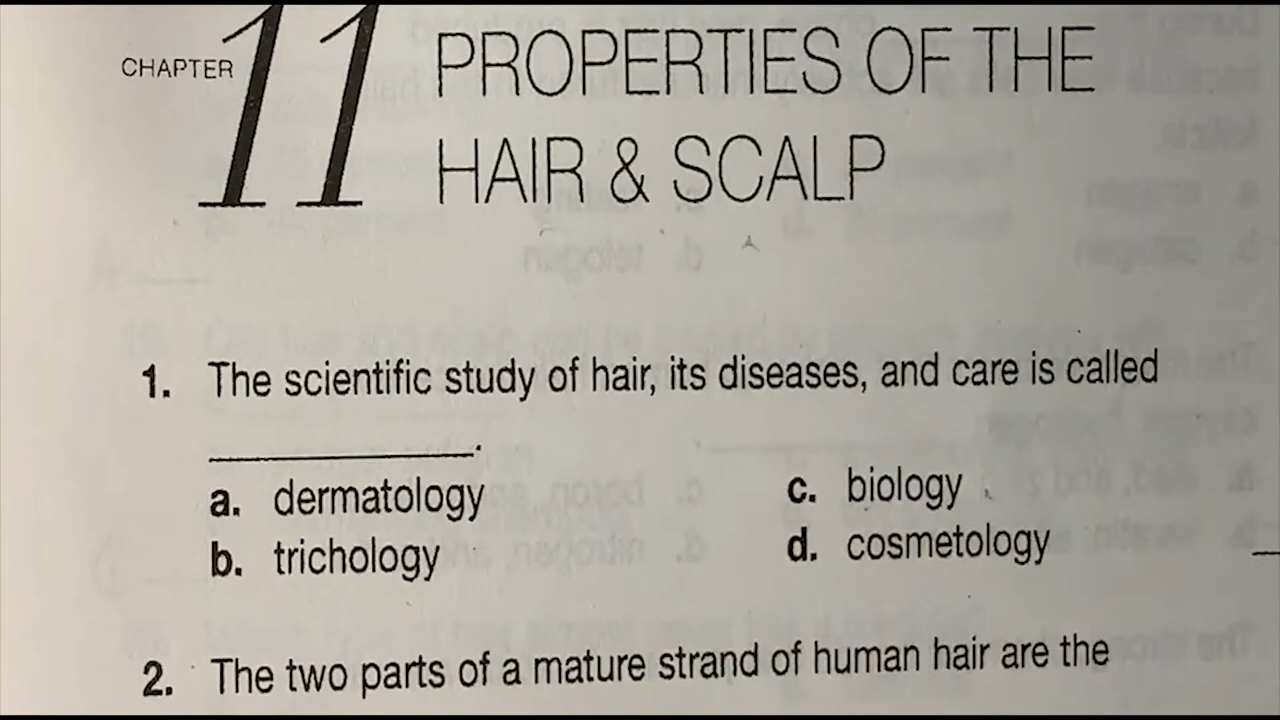 CHAPTER 11 PROPERTIES OF THE
HAIR & SCALP
1. The scientific study of hair, its diseases, and care is called
____________.
a. dermatology c. biology
b. trichology d. cosmetology
2. The two parts of a mature strand of human hair are the